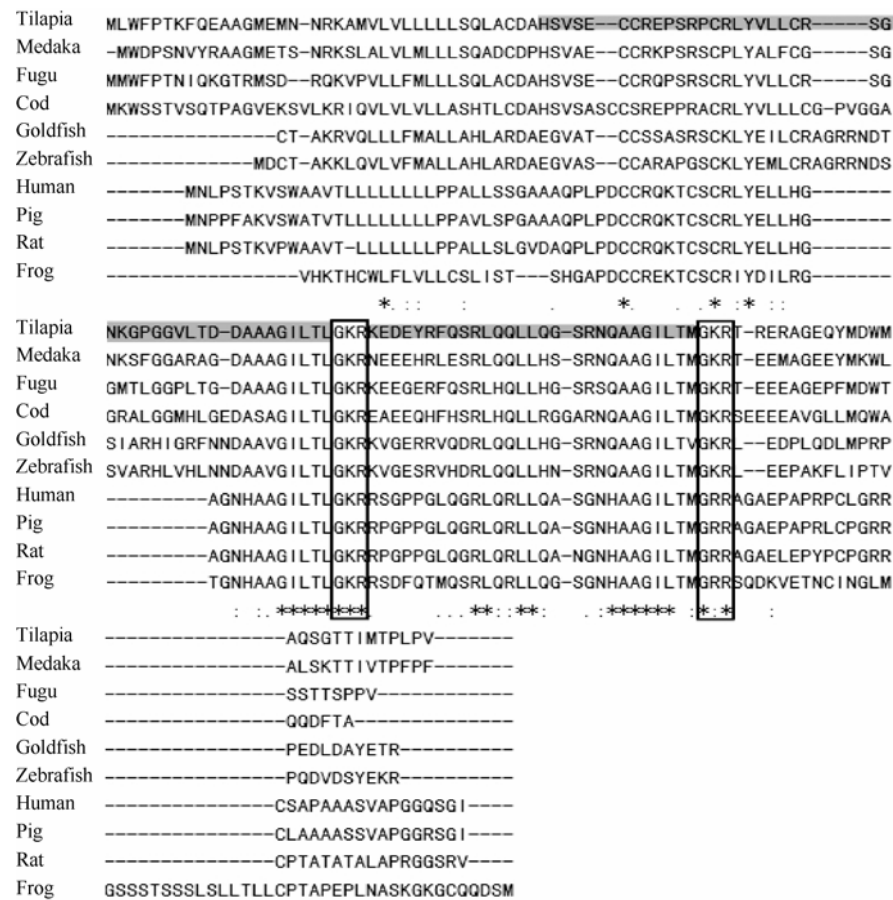 Tilapia MLWFPTKFQEAAGMEMN-NRKAMVLVLLLLLSQLACDAHSVSE--CCREPSRPCRLYVLLCR-----SG
Medaka -MWDPSNVYRAAGMETS-NRKSLALVLMLLLSQADCDPHSVAE--CCRKPSRSCPLYALFCG-----SG
Fugu MMWFPTNIQKGTRMSD--RQKVPVLLFMLLLSQLACDAHSVSE--CCRQPSRSCRLYVLLCR-----SG
Cod MKWSSTVSQTPAGVEKSVLKRIQVLVLVLLASHTLCDAHSVSASCCSREPPRACRLYVLLLCG-PVGGA
Goldfish ---------------CT-AKRVQLLLFMALLAHLARDAEGVAT--CCSSASRSCKLYEILCRAGRRNDT
Zebrafish -------------MDCT-AKKLQVLVFMALLAHLARDAEGVAS--CCARAPGSCKLYEMLCRAGRRNDS
Human -------MNLPSTKVSWAAVTLLLLLLLLPPALLSSGAAAQPLPDCCRQKTCSCRLYELLHG-------
Pig -------MNPPFAKVSWATVTLLLLLLLLPPAVLSPGAAAQPLPDCCRQKTCSCRLYELLHG-------
Rat -------MNLPSTKVPWAAVT-LLLLLLLPPALLSLGVDAQPLPDCCRQKTCSCRLYELLHG-------
Frog -----------------VHKTHCWLFLVLLCSLIST---SHGAPDCCREKTCSCRIYDILRG-------
*. : : : . *. . .* :* : :
Tilapia NKGPGGVLTD-DAAAGILTLGKRKEDEYRFQSRLQQLLQG-SRNQAAGILTMGKRT-RERAGEQYMDWM
Medaka NKSFGGARAG-DAAAGILTLGKRNEEEHRLESRLQQLLHS-SRNQAAGILTMGKRT-EEMAGEEYMKWL
Fugu GMTLGGPLTG-DAAAGILTLGKRKEEGERFQSRLHQLLHG-SRSQAAGILTMGKRT-EEEAGEPFMDWT
Cod GRALGGMHLGEDASAGILTLGKREAEEQHFHSRLHQLLRGGARNQAAGILTMGKRSEEEEAVGLLMQWA
Goldfish SIARHIGRFNNDAAVGILTLGKRKVGERRVQDRLQQLLHG-SRNQAAGILTVGKRL--EDPLQDLMPRP
Zebrafish SVARHLVHLNNDAAAGILTLGKRKVGESRVHDRLQQLLHN-SRNQAAGILTMGKRL--EEPAKFLIPTV
Human ---------AGNHAAGILTLGKRRSGPPGLQGRLQRLLQA-SGNHAAGILTMGRRAGAEPAPRPCLGRR
Pig ---------AGNHAAGILTLGKRRPGPPGLQGRLQRLLQA-SGNHAAGILTMGRRAGAEPAPRLCPGRR
Rat ---------AGNHAAGILTLGKRRPGPPGLQGRLQRLLQA-NGNHAAGILTMGRRAGAELEPYPCPGRR
Frog ---------TGNHAAGILTLGKRRSDFQTMQSRLQRLLQG-SGNHAAGILTMGRRSQDKVETNCINGLM
: :.******** ...**::**: . .:******.*:* :
Tilapia ----------------AQSGTTIMTPLPV-------
Medaka ----------------ALSKTTIVTPFPF-------
Fugu ----------------SSTTSPPV------------
Cod ----------------QQDFTA--------------
Goldfish ----------------PEDLDAYETR----------
Zebrafish ----------------PQDVDSYEKR----------
Human ---------------CSAPAAASVAPGGQSGI----
Pig ---------------CLAAAASSVAPGGRSGI----
Rat ---------------CPTATATALAPRGGSRV----
Frog GSSSTSSSLSLLTLLCPTAPEPLNASKGKGCQQDSM